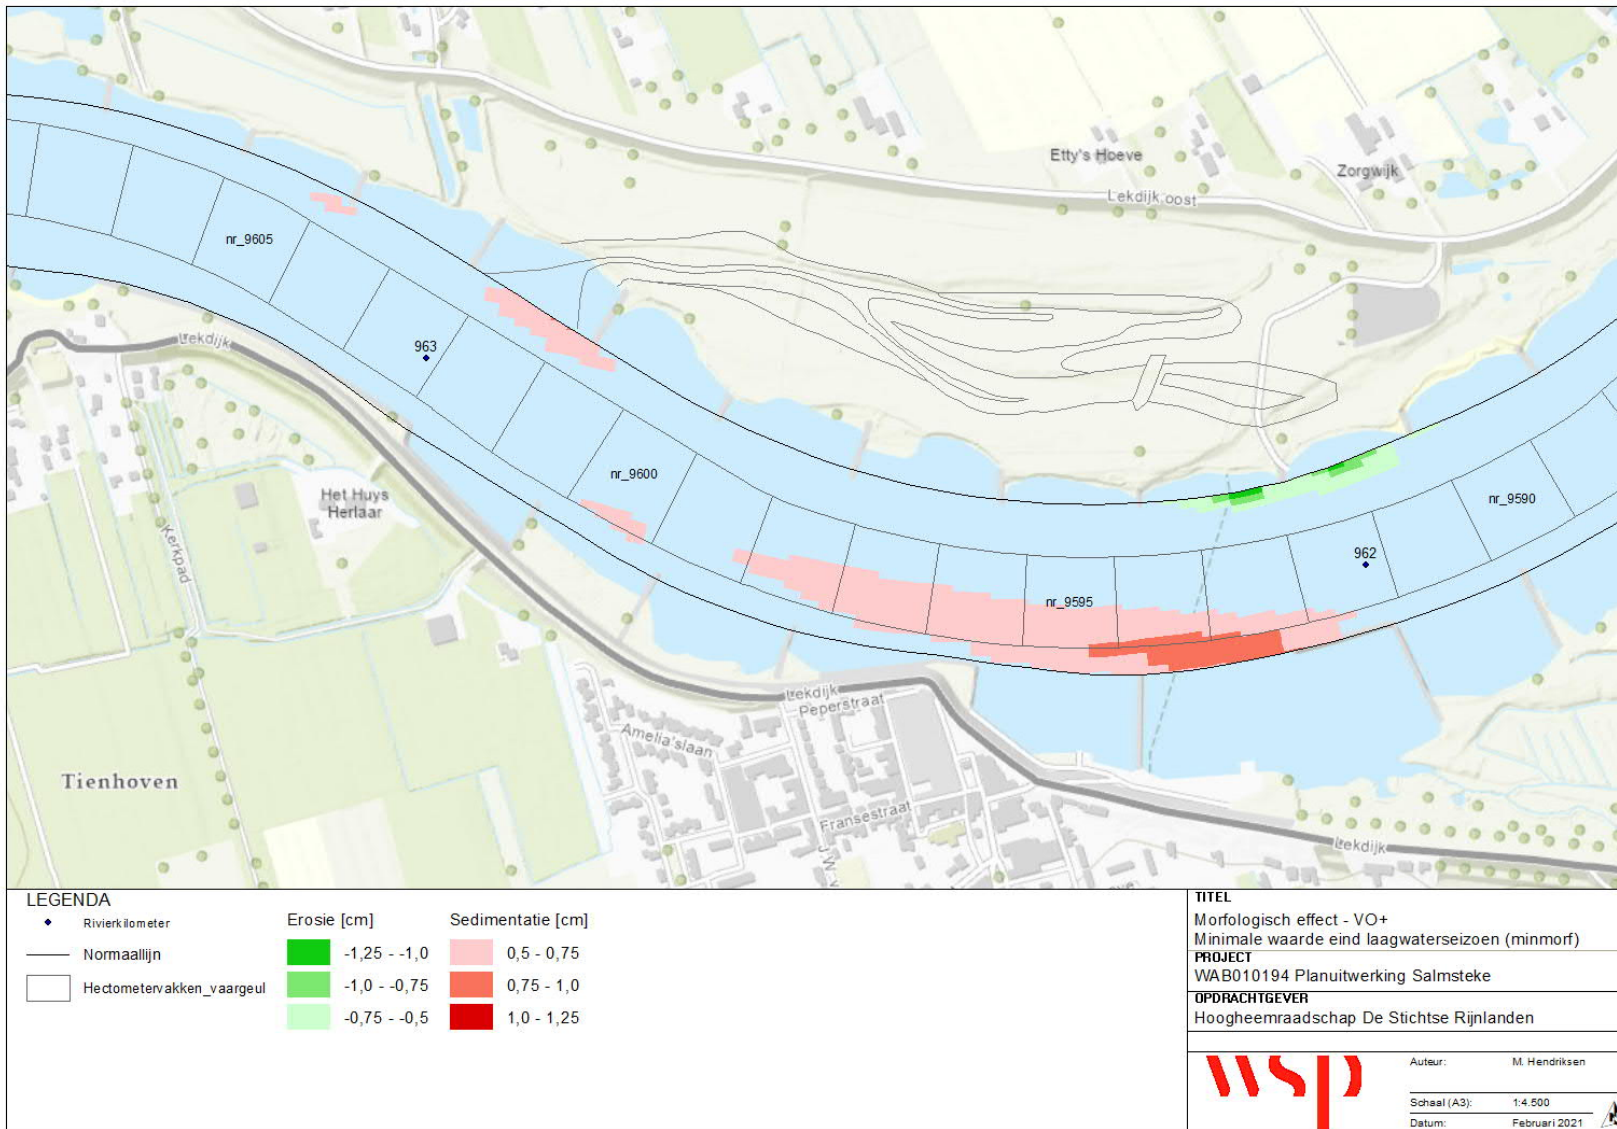 Etty's Hoeve
Zorgwijk
Lekdijk oost
nr_9605
963
Lekdijk
nr_9600
Het Huys
Herlaar
Kerkpad
nr_9590
962
nr_9595
Lekdijk
Peperstraat
Amelia'slaan
Tienhoven
Fransestraat
J W v
Lekdijk
LEGENDA
Rivierkilometer
Normaallijn
Hectometervakken_vaargeul
Erosie [cm]
-1,25 - -1,0
-1,0 - -0,75
-0,75 - -0,5
Sedimentatie [cm]
0,5 - 0,75
0,75 - 1,0
1,0 - 1,25
TITEL
Morfologisch effect - VO+
Minimale waarde eind laagwaterseizoen (minmorf)
PROJECT
WAB010194 Planuitwerking Salmsteke
OPDRACHTGEVER
Hoogheemraadschap De Stichtse Rijnlanden
wsp
Auteur: M. Hendriksen
Schaal (A3): 1:4.500
Datum: Februari 2021